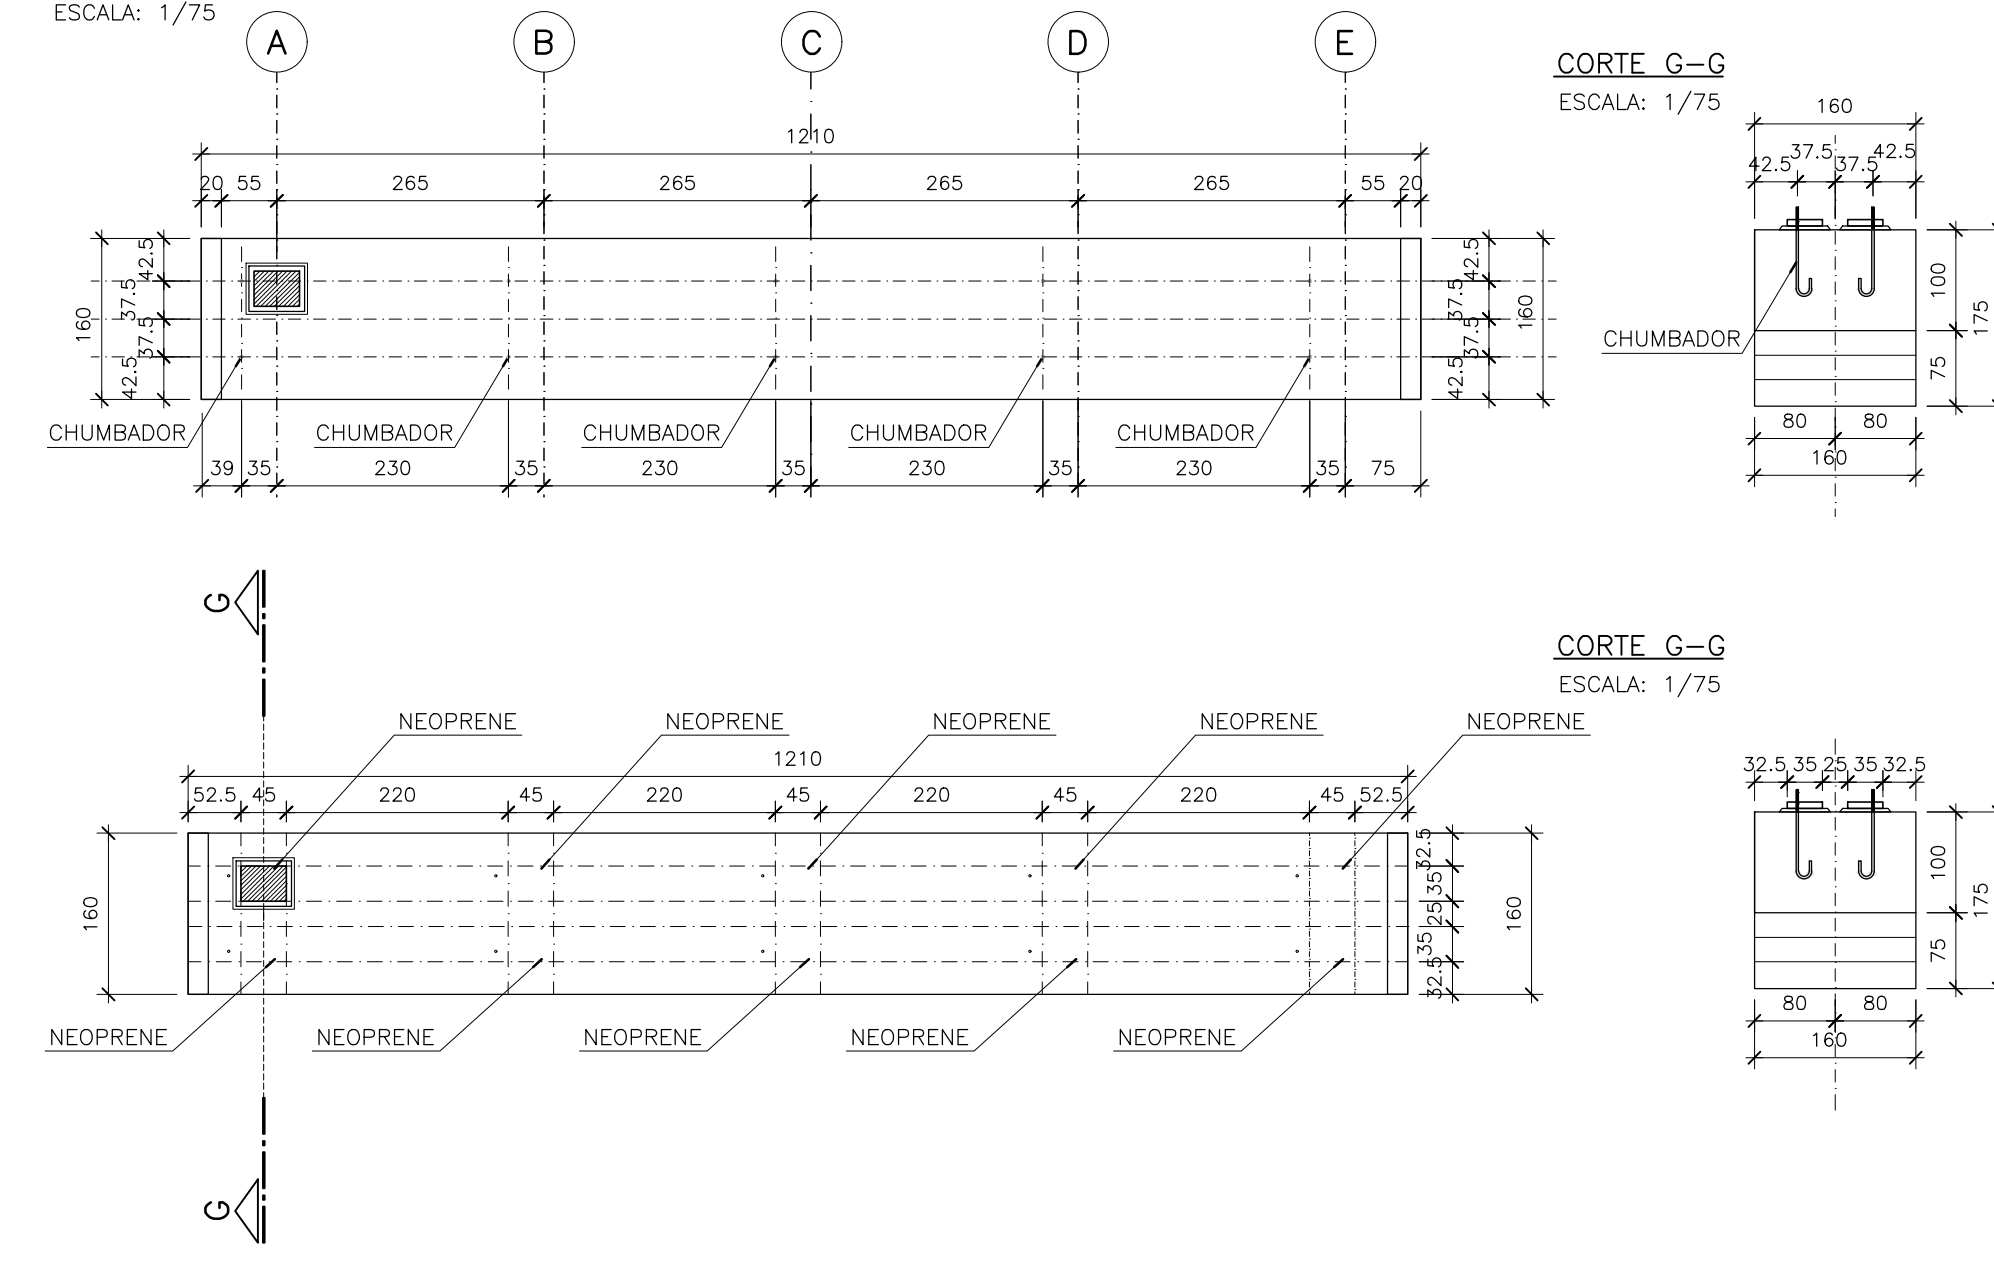 ESCALA: 1/75
A B C D E
1210
20 55 265 265 265 265 55 20
160
42.5
37.5
37.5
42.5
42.5
37.5
37.5
42.5
160
CHUMBADOR CHUMBADOR CHUMBADOR CHUMBADOR CHUMBADOR
39 35 230 35 230 35 230 35 230 35 75
CORTE G-G
ESCALA: 1/75
160
42.5 37.5 37.5 42.5
CHUMBADOR
100
175
75
80 80
160
G
NEOPRENE NEOPRENE NEOPRENE NEOPRENE NEOPRENE
1210
52.5 45 220 45 220 45 220 45 220 45 52.5
160
32.5
35
25
35
32.5
160
NEOPRENE NEOPRENE NEOPRENE NEOPRENE NEOPRENE
G
CORTE G-G
ESCALA: 1/75
32.5 35 25 35 32.5
100
175
75
80 80
160